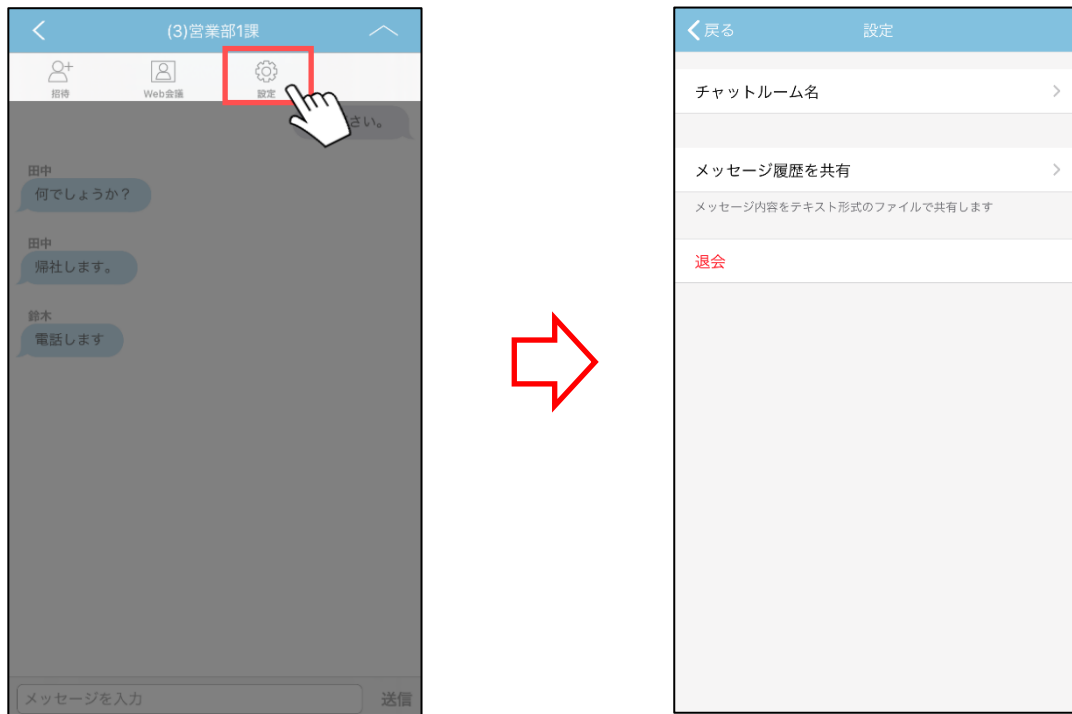 (3)営業部1課
招待
Web会議
設定
さい。
田中
何でしょうか？
田中
帰社します。
鈴木
電話します
メッセージを入力
送信
戻る
設定
チャットルーム名
メッセージ履歴を共有
メッセージ内容をテキスト形式のファイルで共有します
退会